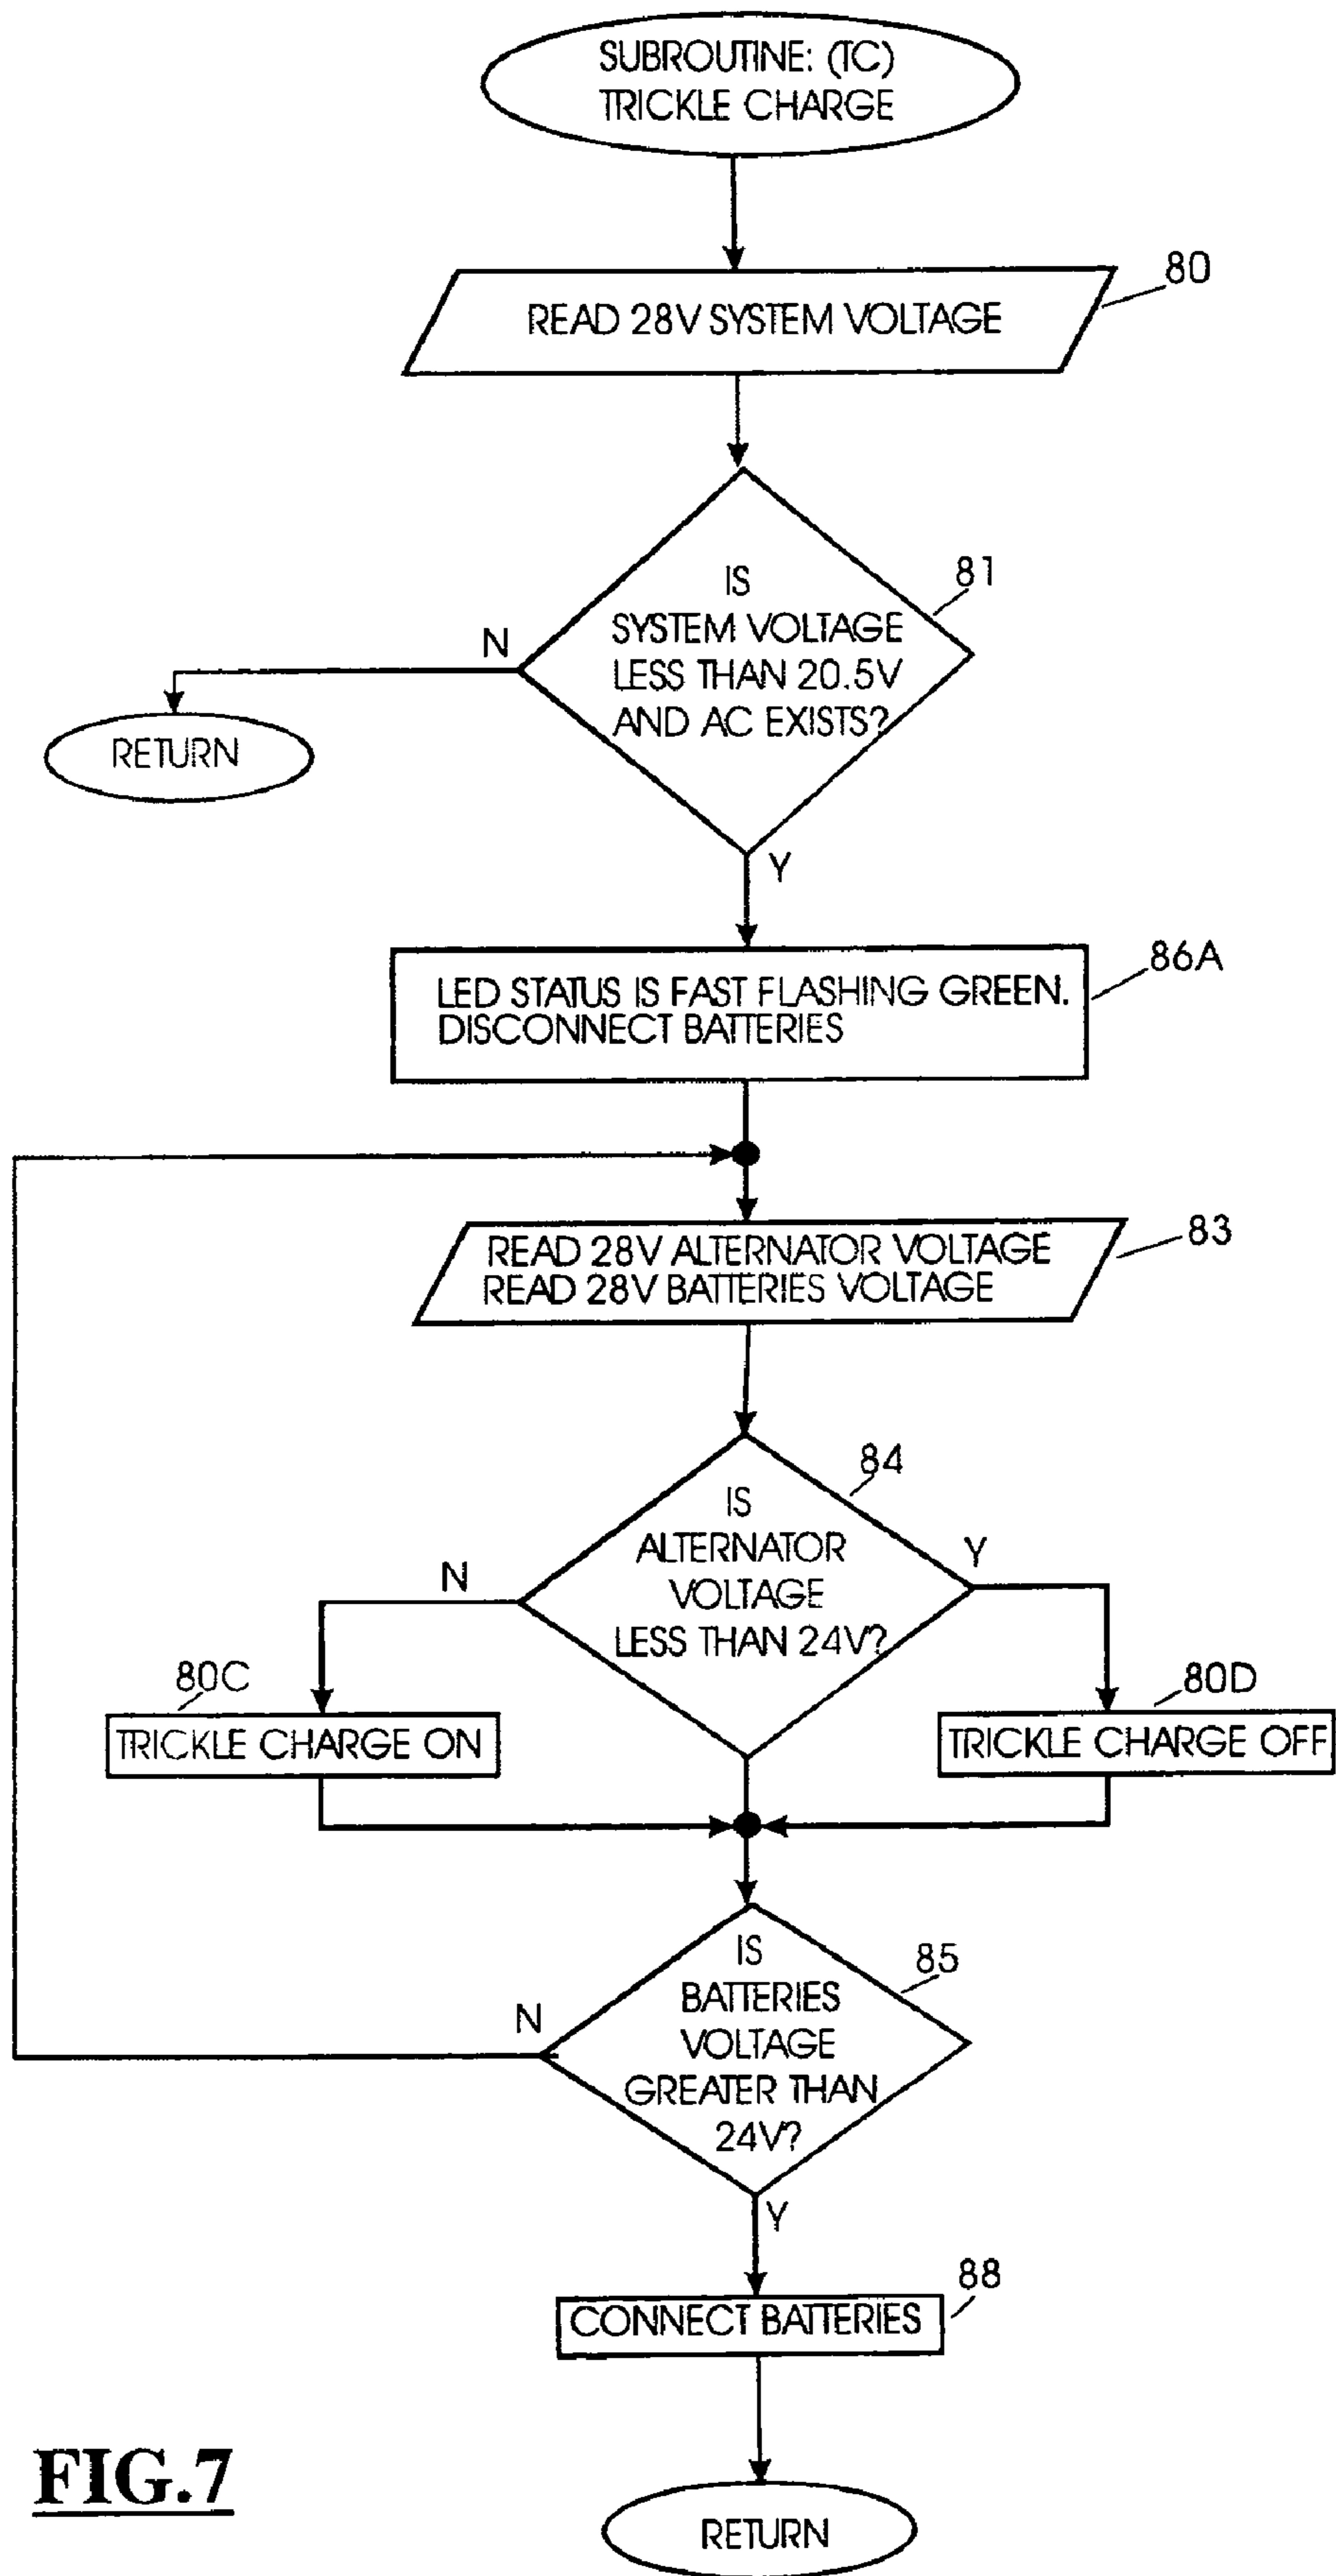 SUBROUTINE: (TC)
TRICKLE CHARGE
80
READ 28V SYSTEM VOLTAGE
81
IS
SYSTEM VOLTAGE
LESS THAN 20.5V
AND AC EXISTS?
N
RETURN
Y
86A
LED STATUS IS FAST FLASHING GREEN.
DISCONNECT BATTERIES
83
READ 28V ALTERNATOR VOLTAGE
READ 28V BATTERIES VOLTAGE
84
IS
ALTERNATOR
VOLTAGE
LESS THAN 24V?
N
Y
80C
TRICKLE CHARGE ON
80D
TRICKLE CHARGE OFF
85
IS
BATTERIES
VOLTAGE
GREATER THAN
24V?
N
Y
88
CONNECT BATTERIES
RETURN
FIG.7